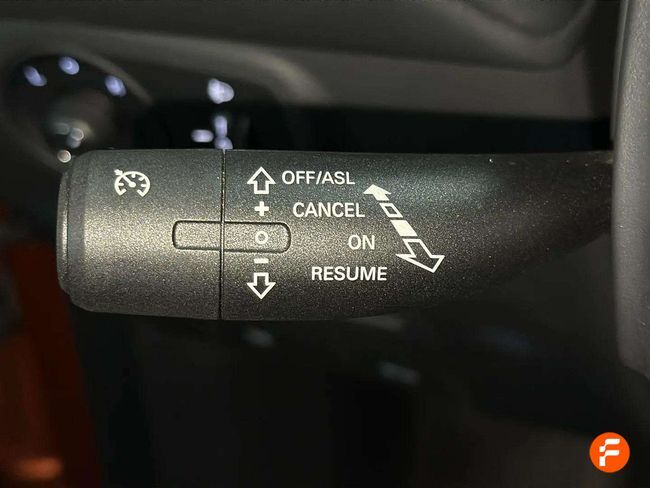 OFF/ASL
+ CANCEL
O ON
- RESUME